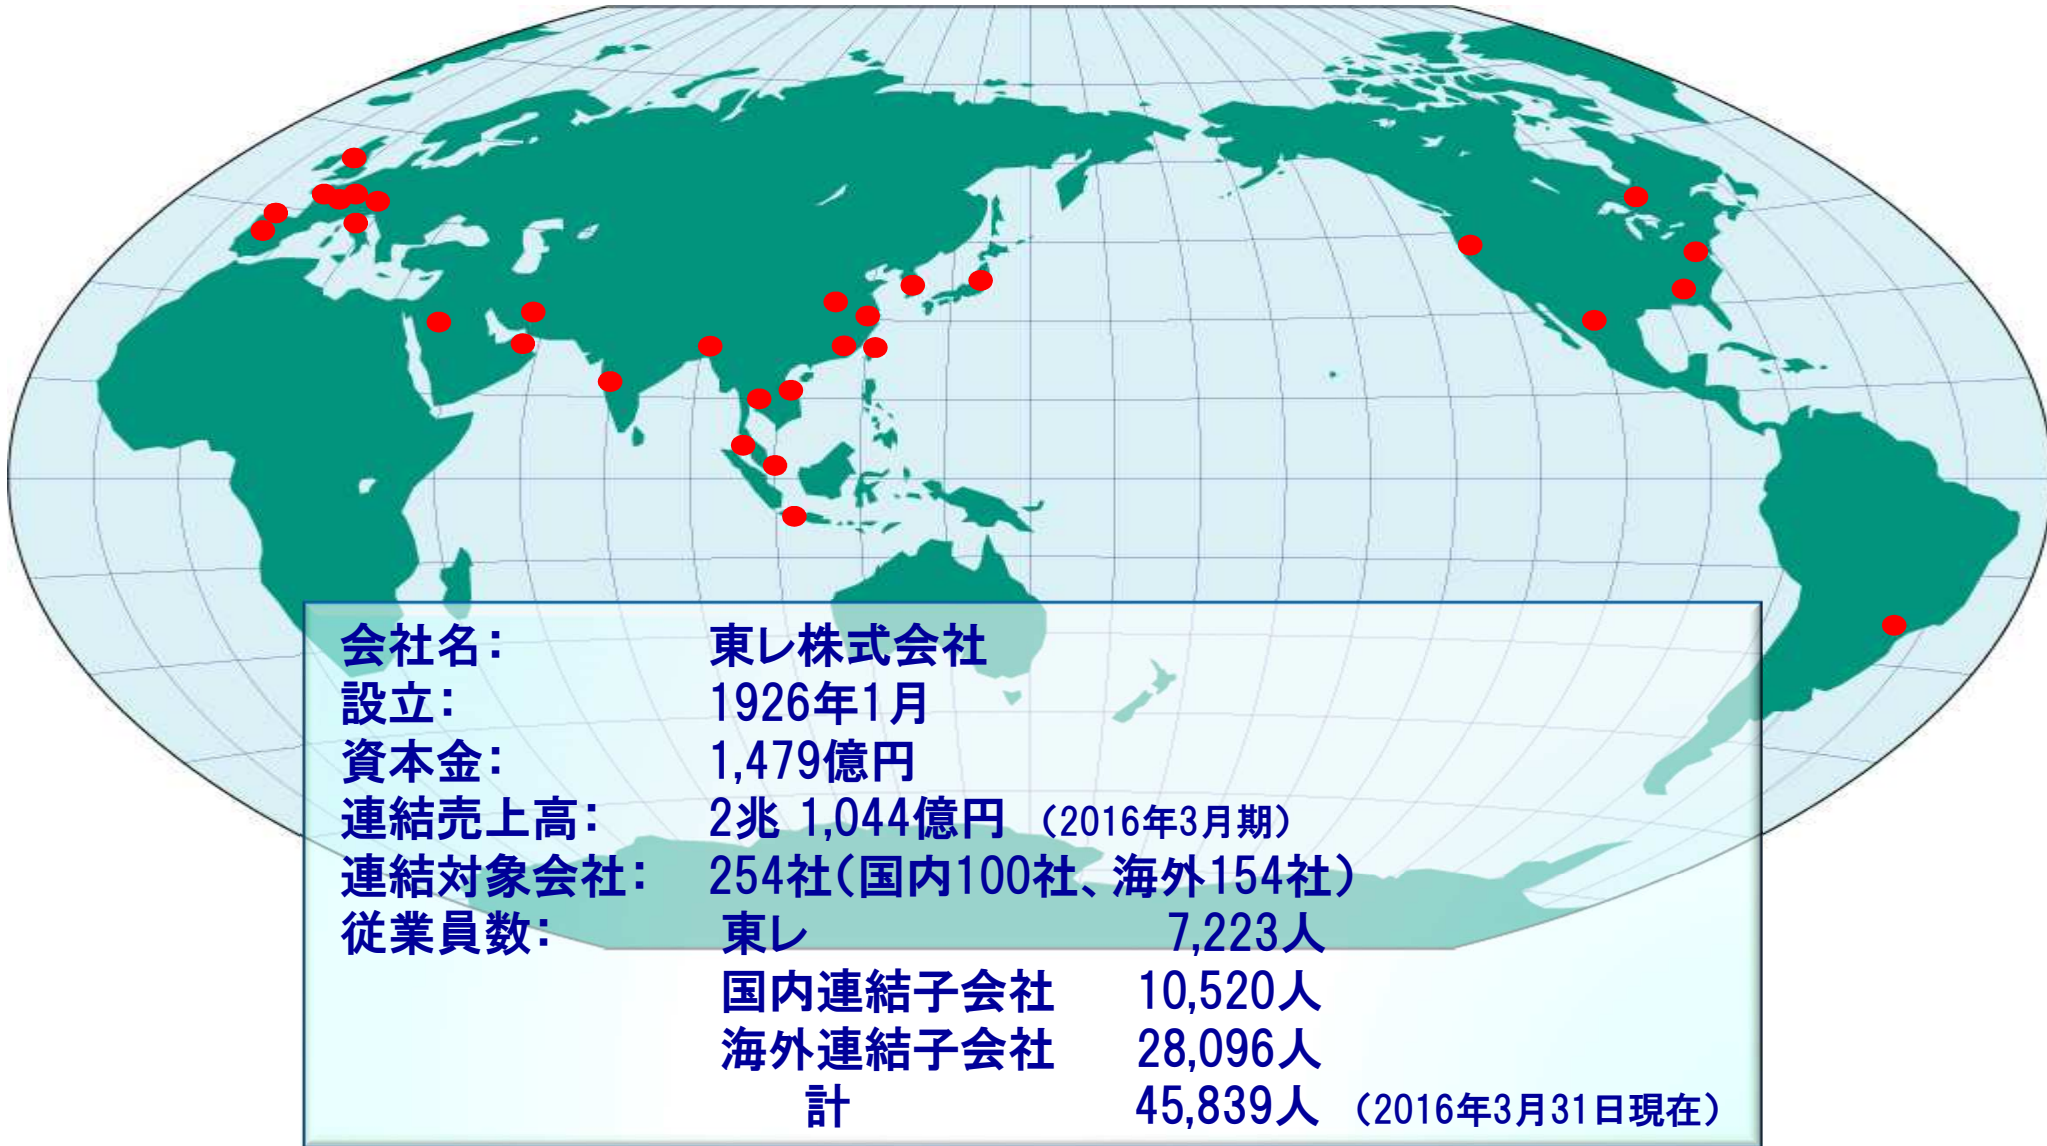 会社名: 東レ株式会社
設立: 1926年1月
資本金: 1,479億円
連結売上高: 2兆 1,044億円 （2016年3月期）
連結対象会社: 254社（国内100社、海外154社）
従業員数: 東レ 7,223人
国内連結子会社 10,520人
海外連結子会社 28,096人
計 45,839人 （2016年3月31日現在）